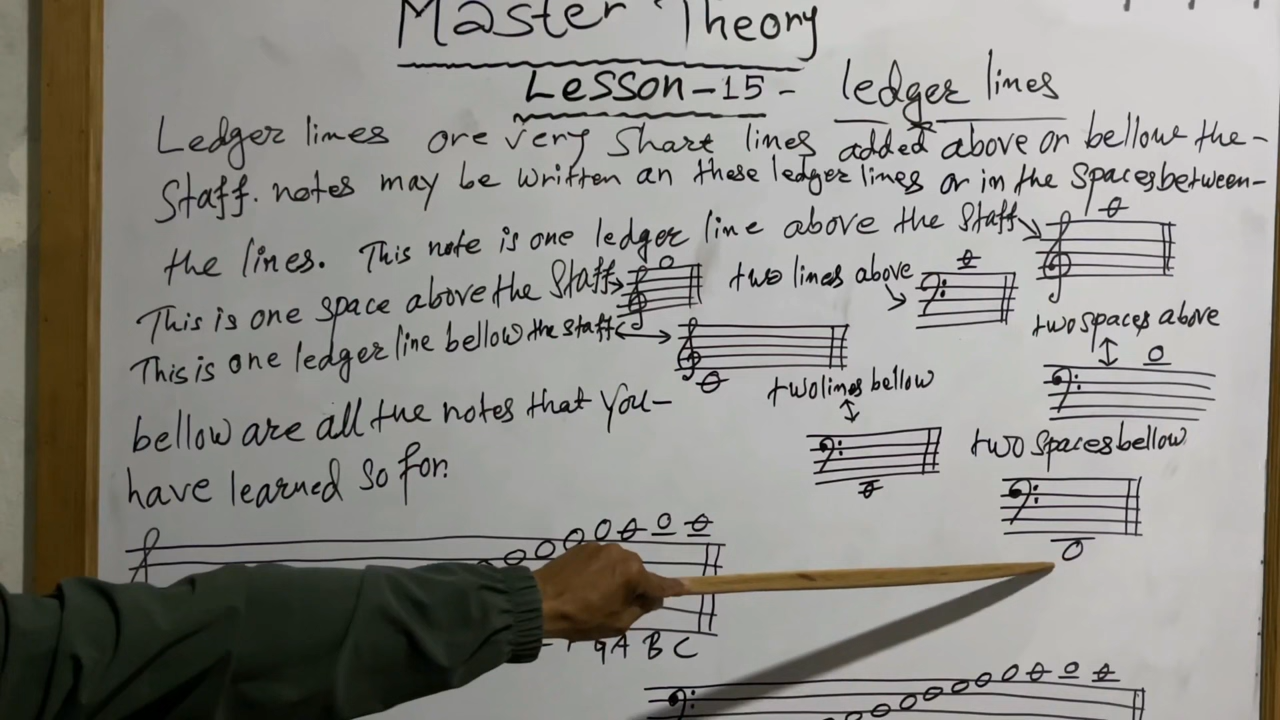 Master Theory
Lesson-15- ledger lines
Ledger limes ore very Short lines added above or bellow the-
Staff. notes may be written an these ledger lines or in the Spaces between-
the lines. This note is one ledger line above the Staff
This is one space above the Staff
two lines above
This is one ledger line bellow the staff
two spaces above
two limes bellow
bellow are all the notes that You-
two spaces bellow
have learned so for.
G A B C